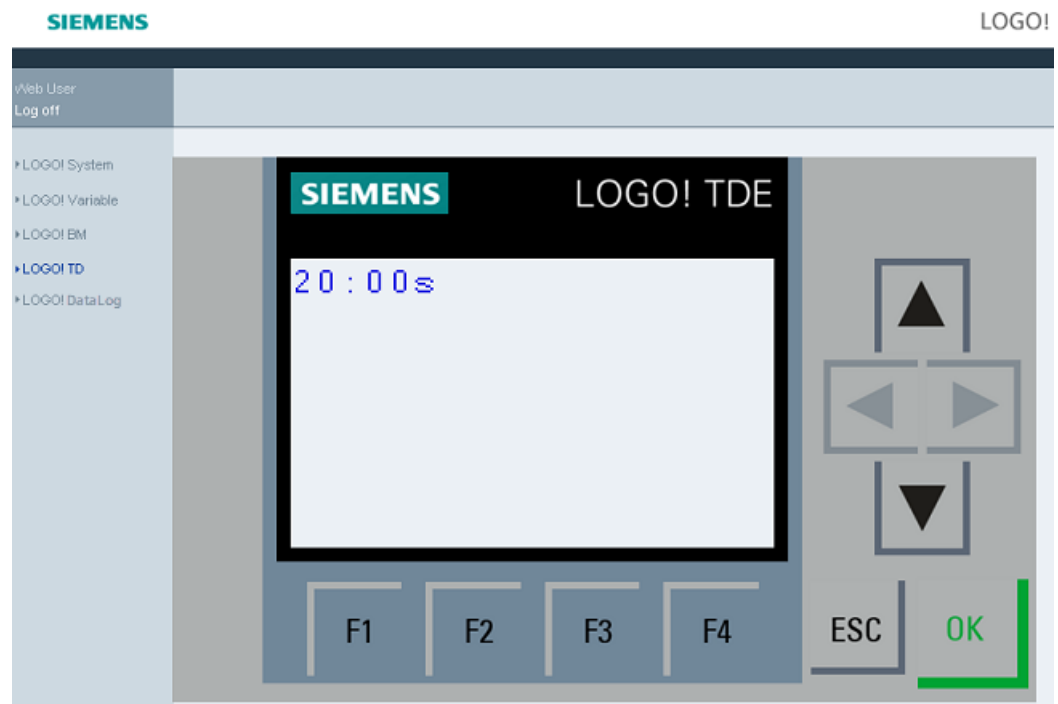 SIEMENS LOGO!
Web User
Log off
LOGO! System
LOGO! Variable
LOGO! BM
LOGO! TD
LOGO! DataLog
SIEMENS LOGO! TDE
20:00s
F1 F2 F3 F4 ESC OK